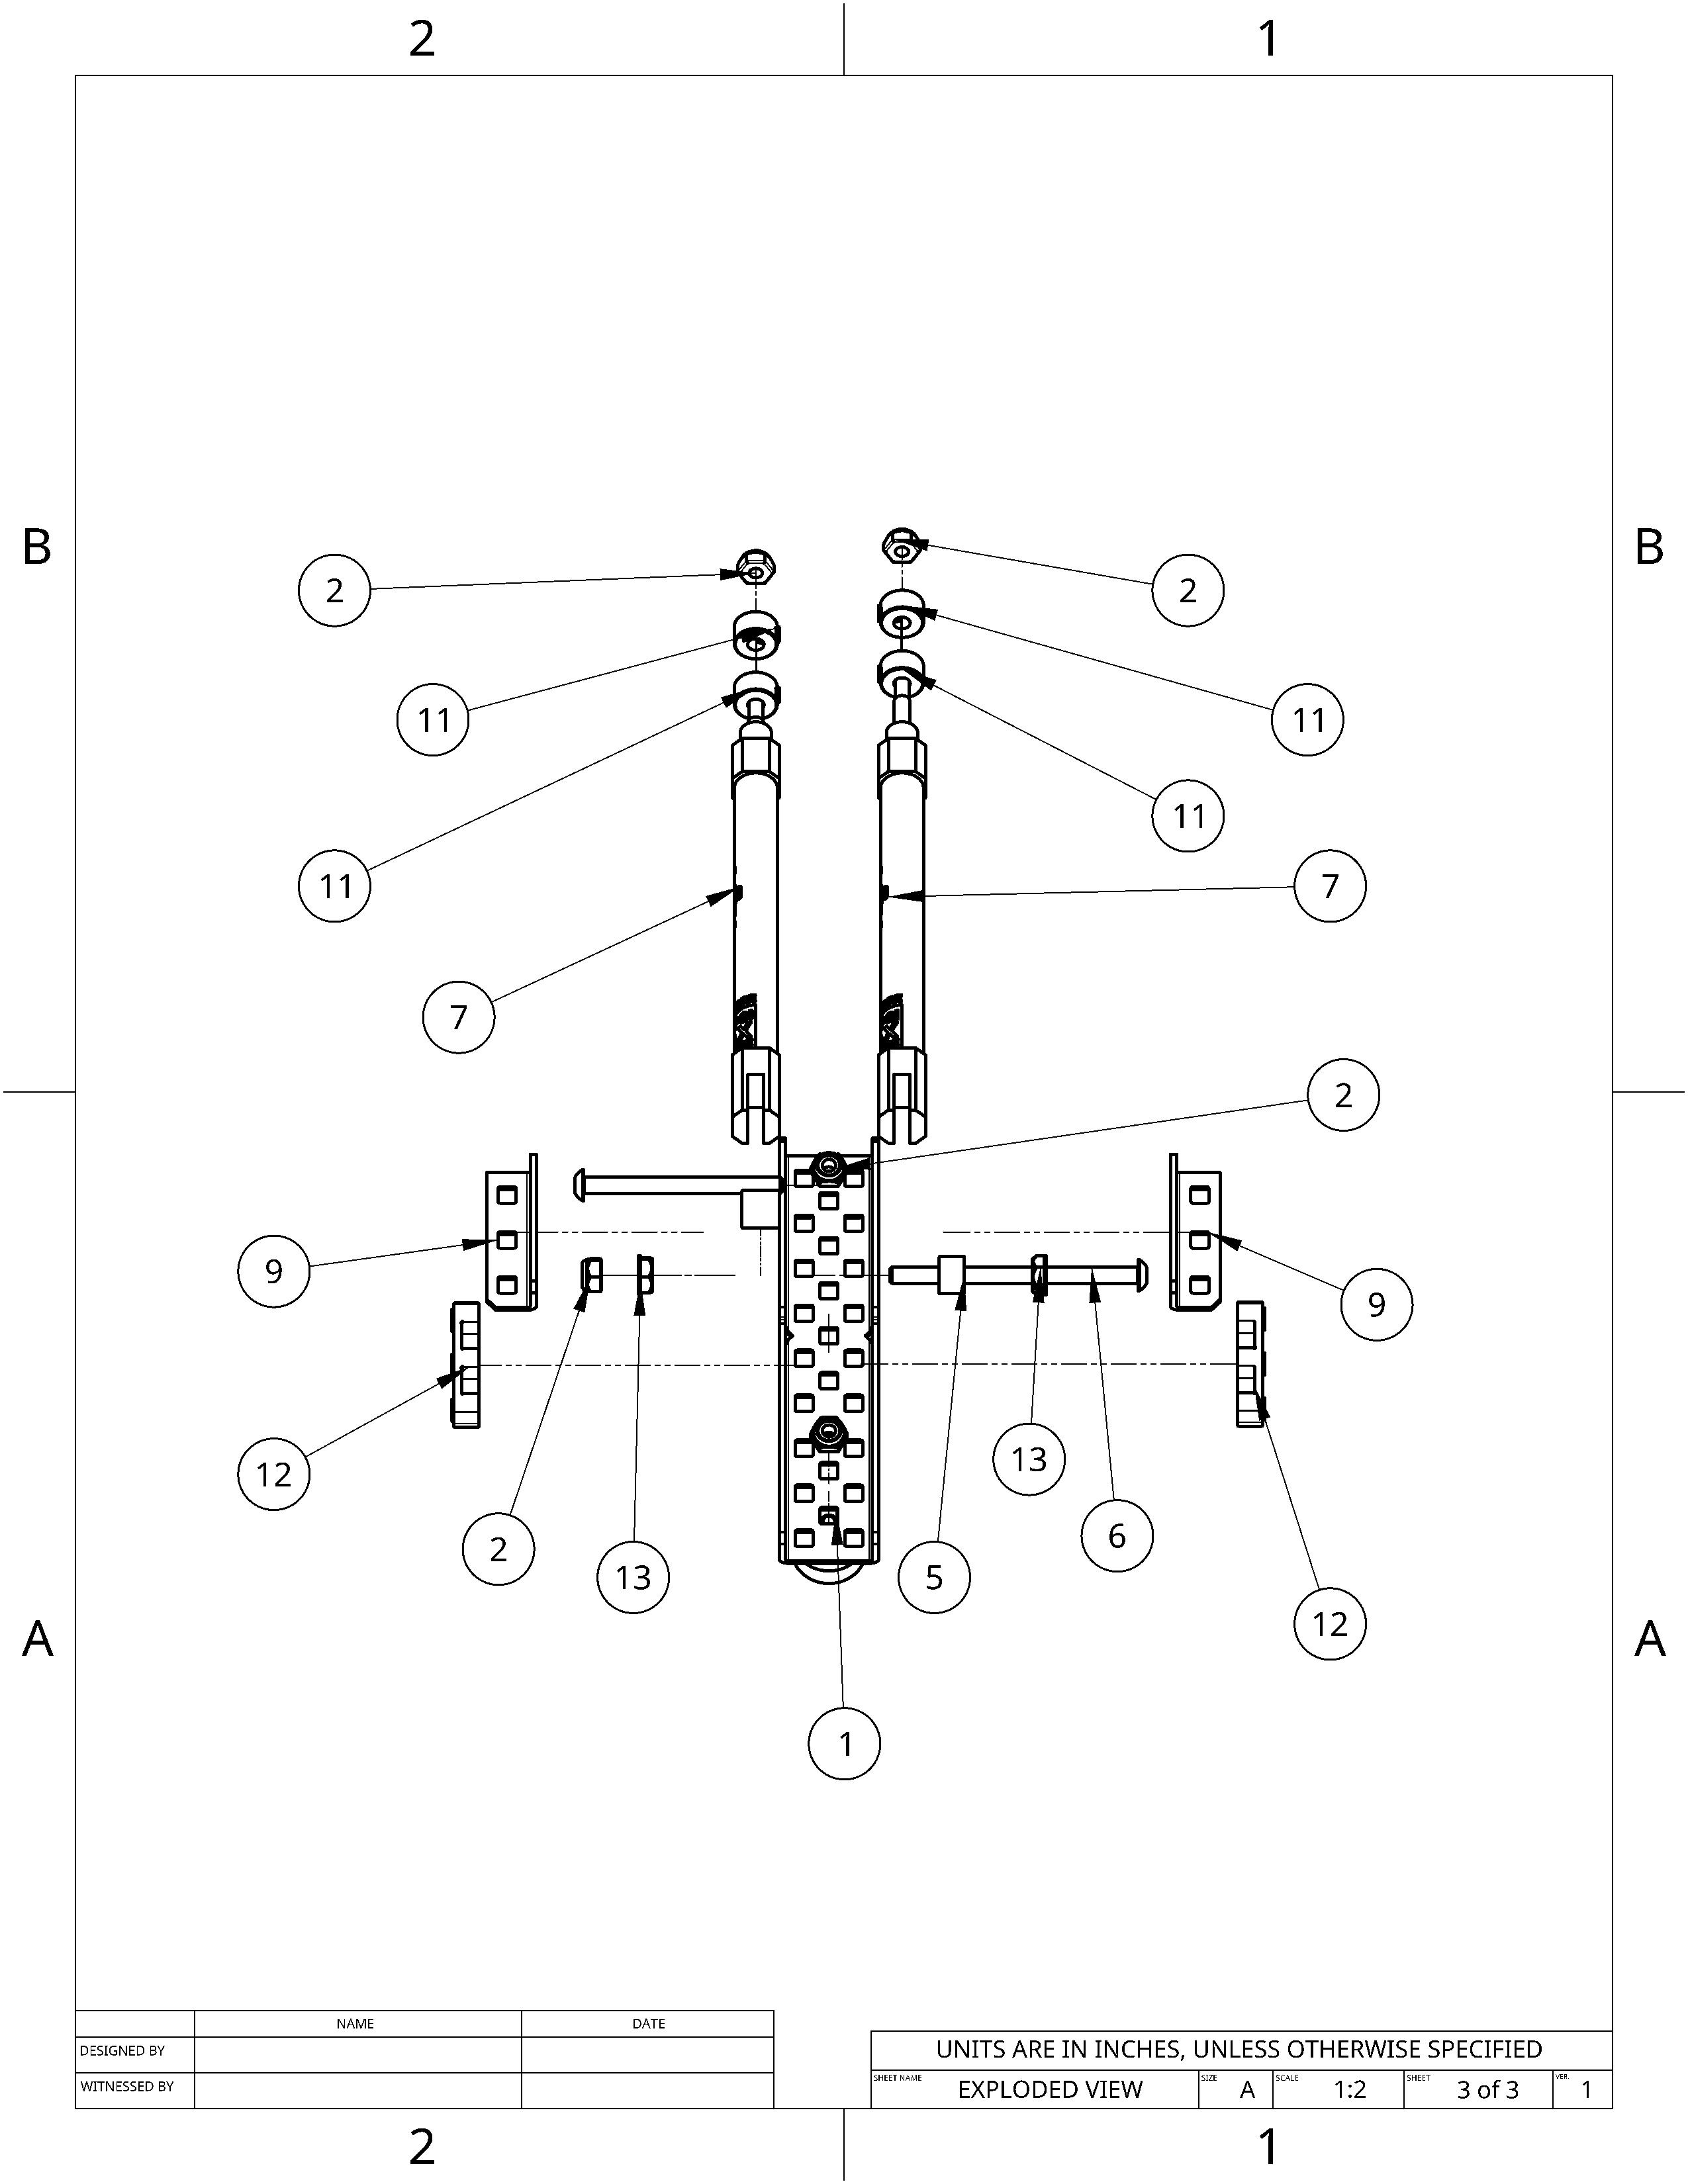 2 1
B B
2 2
11 11
11
11 7
7
2
9 9
12 13
2 13 5 6
12
1
A A
NAME DATE
DESIGNED BY
WITNESSED BY
UNITS ARE IN INCHES, UNLESS OTHERWISE SPECIFIED
SHEET NAME EXPLODED VIEW SIZE A SCALE 1:2 SHEET 3 of 3 VER. 1
2 1